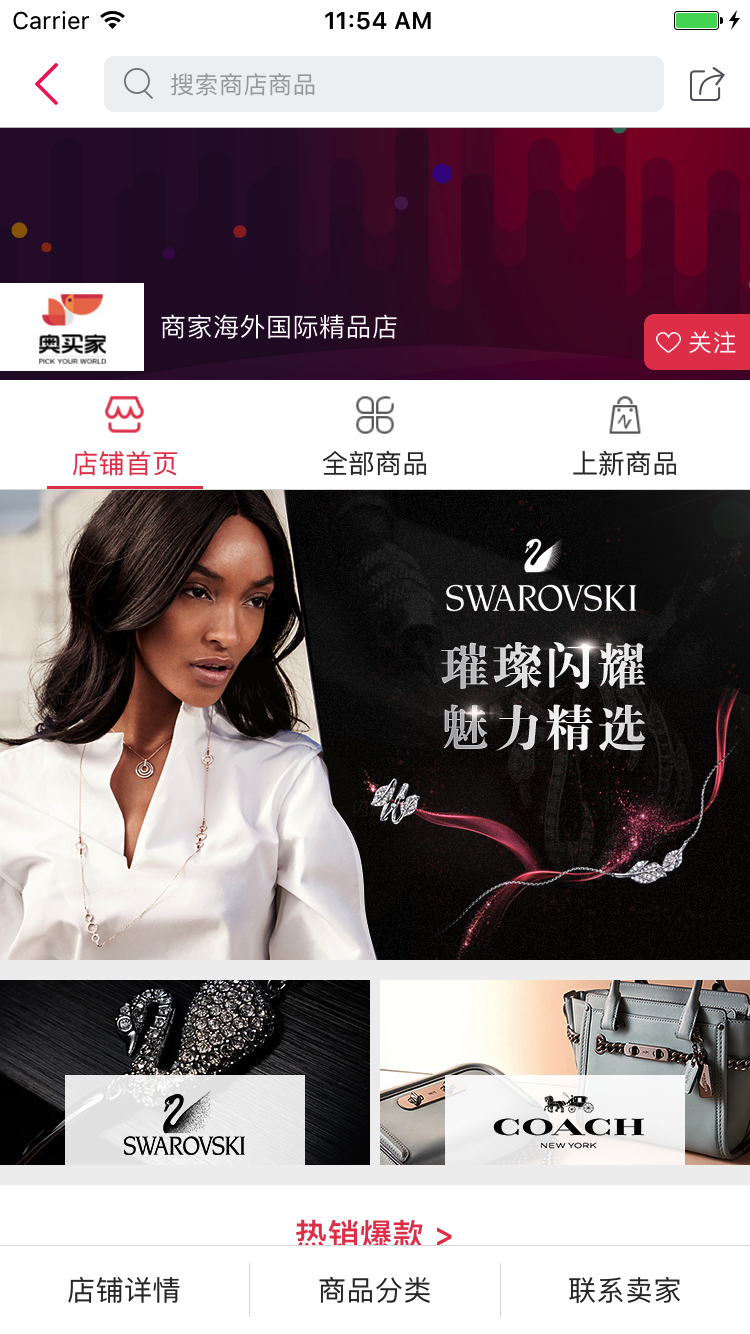 Carrier
11:54 AM
搜索商店商品
奥买家
PICK YOUR WORLD
商家海外国际精品店
关注
店铺首页
全部商品
上新商品
SWAROVSKI
璀璨闪耀
魅力精选
SWAROVSKI
COACH
NEW YORK
热销爆款 >
店铺详情
商品分类
联系卖家